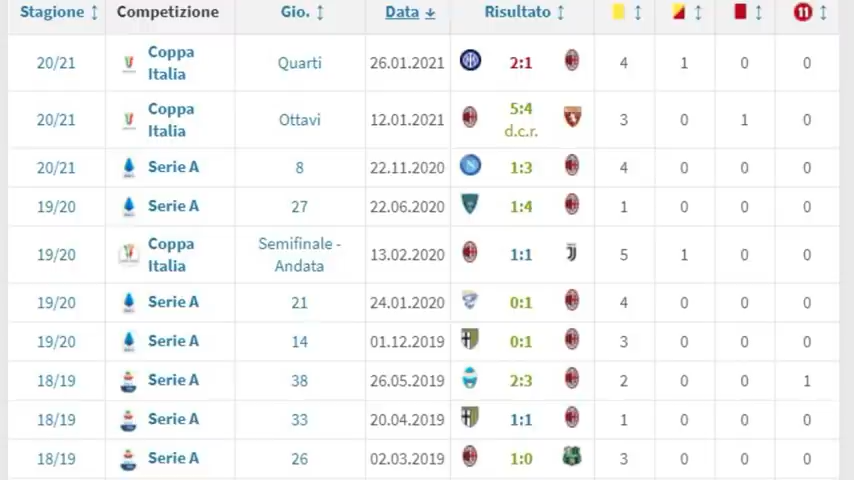 Stagione Competizione Gio. Data Risultato 11
20/21 Coppa Italia Quarti 26.01.2021 2:1 4 1 0 0
20/21 Coppa Italia Ottavi 12.01.2021 5:4 d.c.r. 3 0 1 0
20/21 Serie A 8 22.11.2020 1:3 4 0 0 0
19/20 Serie A 27 22.06.2020 1:4 1 0 0 0
19/20 Coppa Italia Semifinale - Andata 13.02.2020 1:1 5 1 0 0
19/20 Serie A 21 24.01.2020 0:1 4 0 0 0
19/20 Serie A 14 01.12.2019 0:1 3 0 0 0
18/19 Serie A 38 26.05.2019 2:3 2 0 0 1
18/19 Serie A 33 20.04.2019 1:1 1 0 0 0
18/19 Serie A 26 02.03.2019 1:0 3 0 0 0